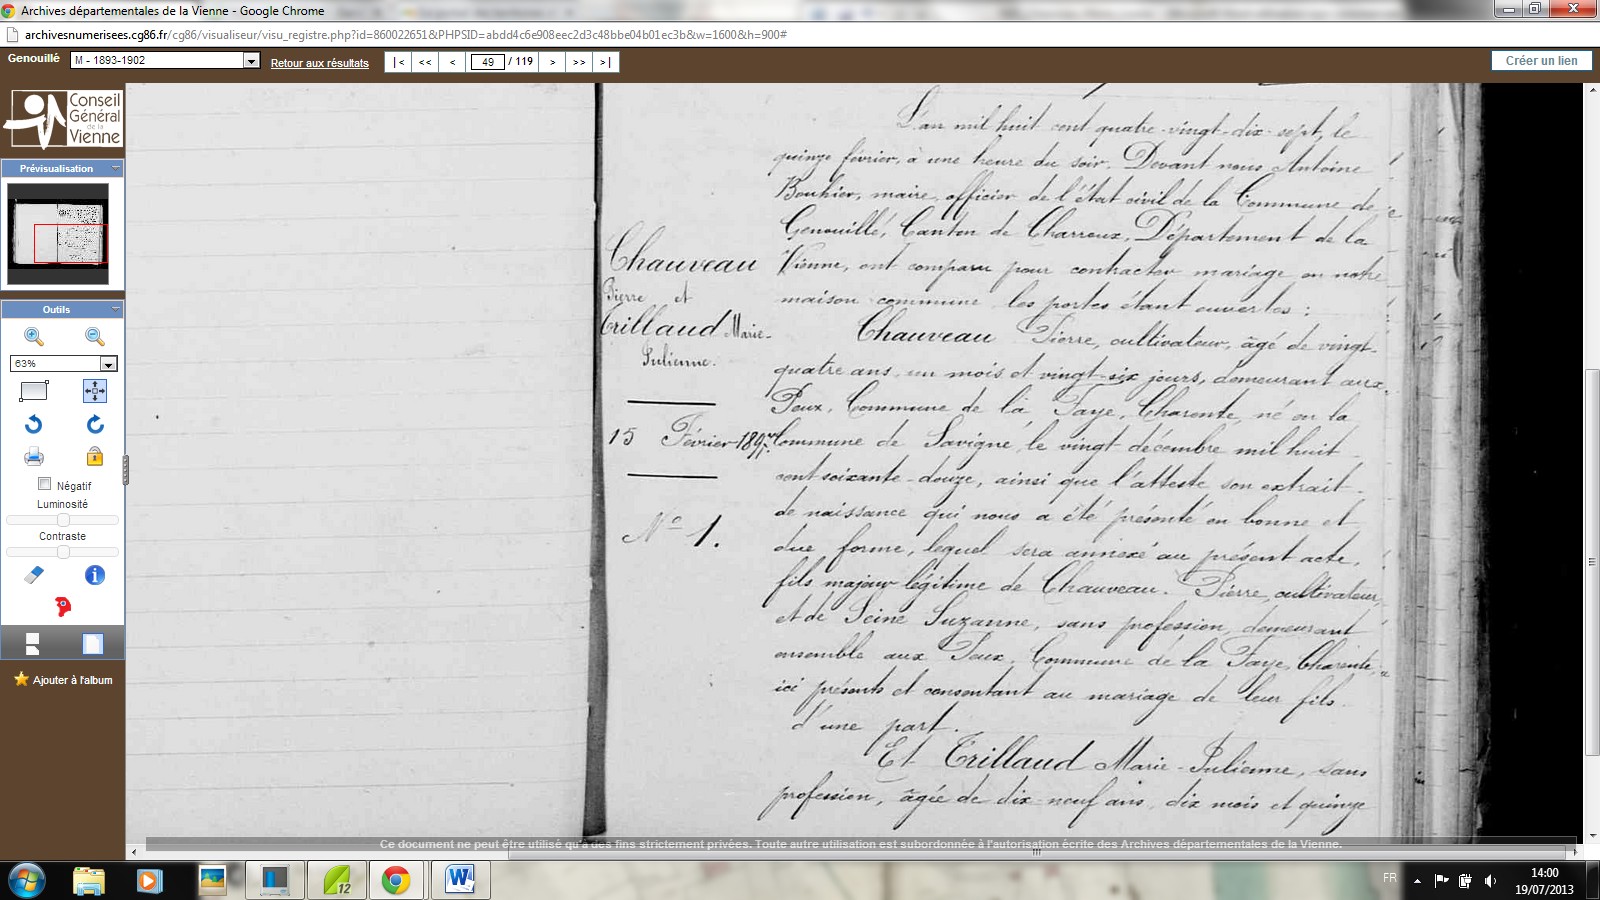 Archives départementales de la Vienne - Google Chrome
archivesnumerisees.cg86.fr/cg86/visualiseur/visu_registre.php?id=860022651&PHPSID=abdd4c6e908eec2d3c48bbe04b01ec3b&w=1600&h=900#
Genouillé M - 1893-1902 Retour aux résultats |< << < 49 / 119 > >> >| Créer un lien
Conseil
Général
de la
Vienne
Prévisualisation
Outils
63%
Négatif
Luminosité
Contraste
Ajouter à l'album
Chauveau
Pierre et
Trillaud Marie-
Julienne.
15 Février 1897.
N° 1.
L'an mil huit cent quatre-vingt-dix-sept, le
quinze février, à une heure du soir. Devant nous Antoine
Bouhier, maire, officier de l'état civil de la Commune de
Genouillé, Canton de Charroux, Département de la
Vienne, ont comparu pour contracter mariage en notre
maison commune les portes étant ouvertes :
Chauveau Pierre, cultivateur, âgé de vingt-
quatre ans, un mois et vingt-six jours, demeurant aux
Peux, Commune de la Faye, Charente, né en la
Commune de Savigné, le vingt décembre mil huit
cent soixante-douze, ainsi que l'atteste son extrait
de naissance qui nous a été présenté en bonne et
due forme, lequel sera annexé au présent acte,
fils majeur légitime de Chauveau Pierre, cultivateur,
et de Seine Suzanne, sans profession, demeurant
ensemble aux Peux, Commune de la Faye, Charente,
ici présents et consentant au mariage de leur fils
d'une part.
Et Trillaud Marie-Julienne, sans
profession, âgée de dix-neuf ans, dix mois et quinze
Ce document ne peut être utilisé qu'à des fins strictement privées. Toute autre utilisation est subordonnée à l'autorisation écrite des Archives départementales de la Vienne.
12
W
FR
14:00
19/07/2013